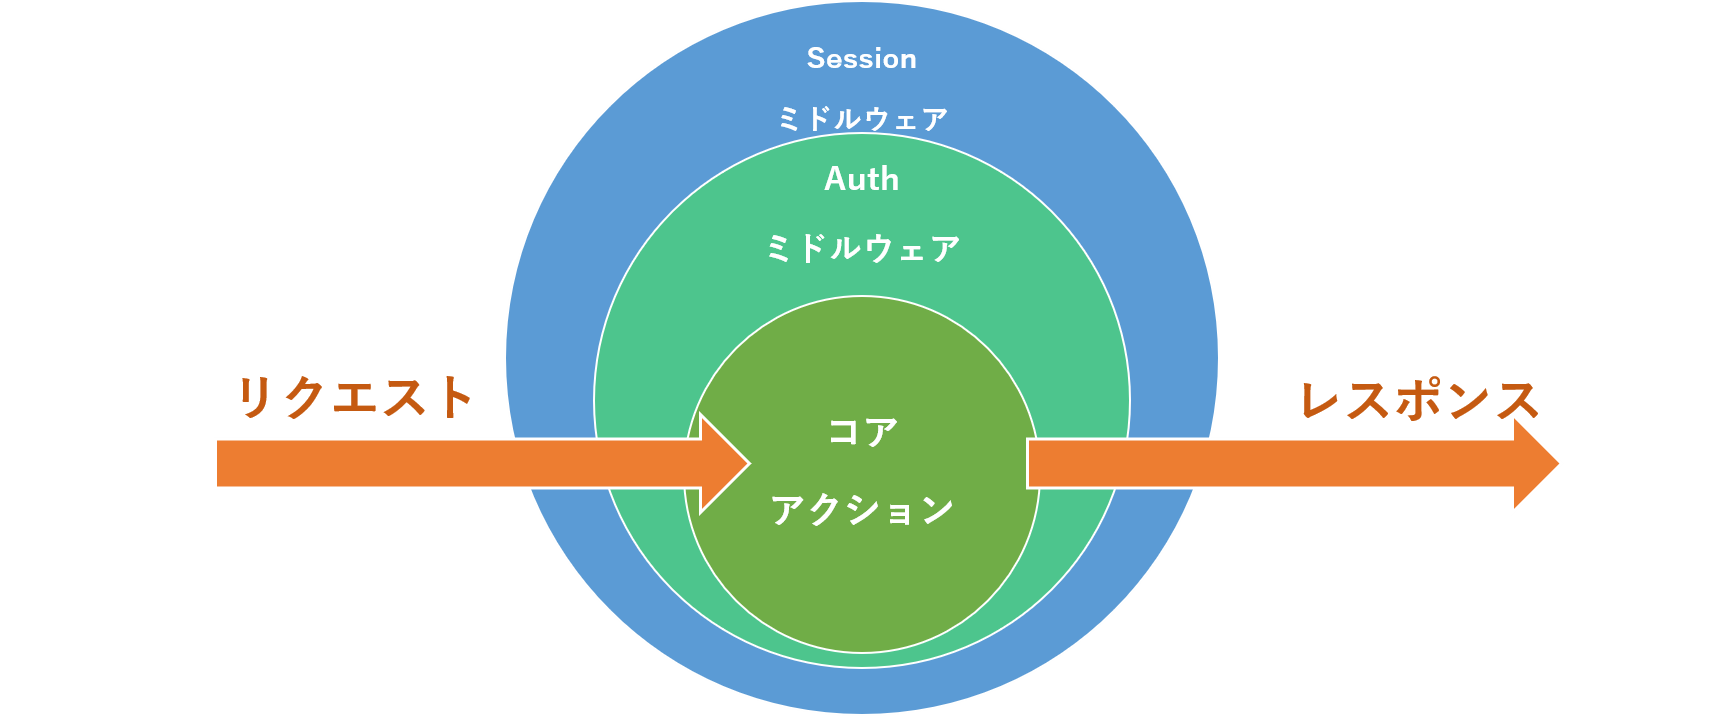 Session
ミドルウェア
Auth
ミドルウェア
リクエスト
レスポンス
コア
アクション